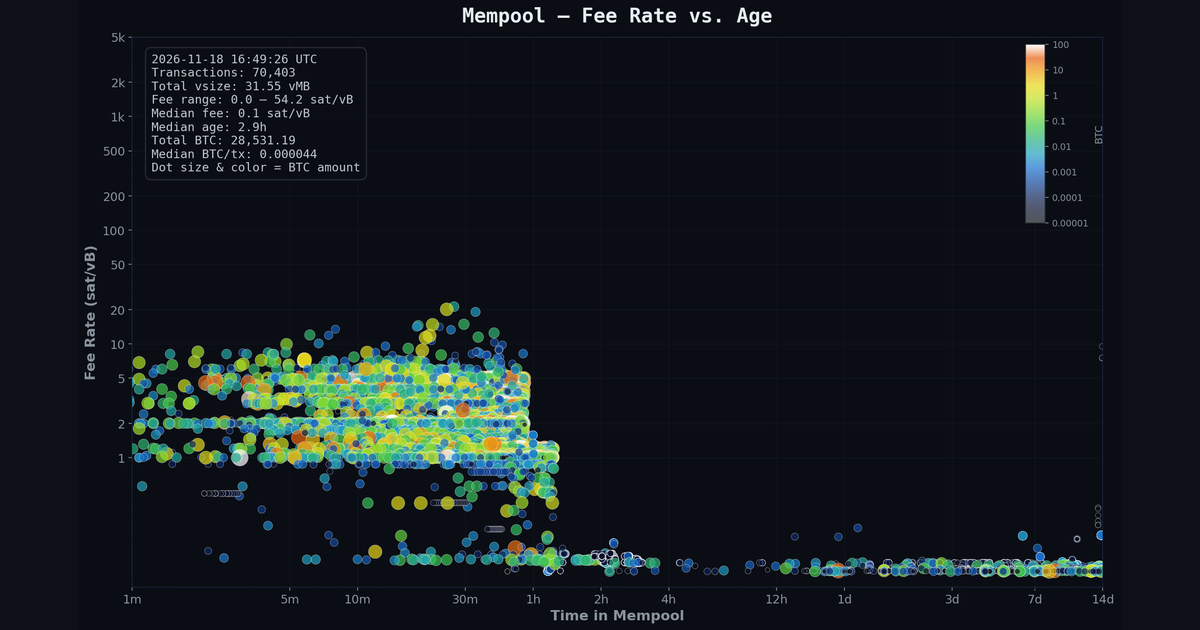 Mempool — Fee Rate vs. Age
2026-11-18 16:49:26 UTC
Transactions: 70,403
Total vsize: 31.55 vMB
Fee range: 0.0 – 54.2 sat/vB
Median fee: 0.1 sat/vB
Median age: 2.9h
Total BTC: 28,531.19
Median BTC/tx: 0.000044
Dot size & color = BTC amount
5k
2k
1k
500
200
100
50
20
10
5
2
1
Fee Rate (sat/vB)
100
10
1
0.1
0.01
0.001
0.0001
0.00001
BTC
1m 5m 10m 30m 1h 2h 4h 12h 1d 3d 7d 14d
Time in Mempool